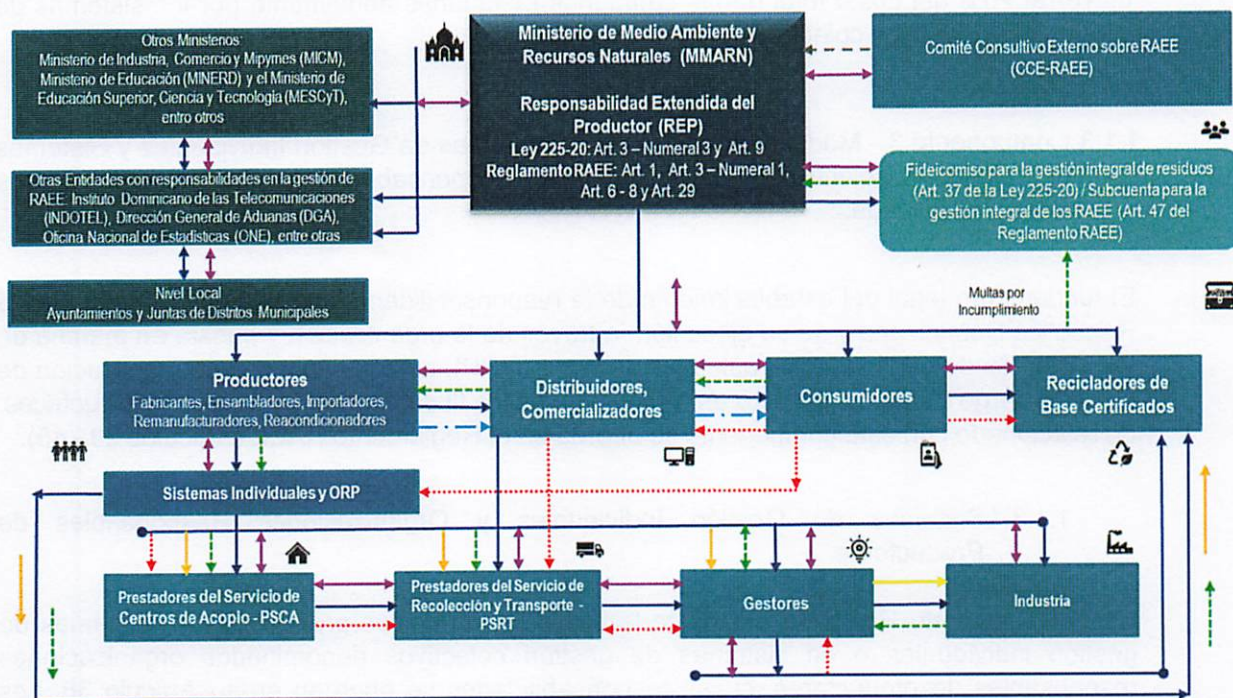 Otros Ministerios:
Ministerio de Industria, Comercio y Mipymes (MICM),
Ministerio de Educación (MINERD) y el Ministerio de
Educación Superior, Ciencia y Tecnología (MESCyT),
entre otros
Ministerio de Medio Ambiente y
Recursos Naturales (MMARN)
Responsabilidad Extendida del
Productor (REP)
Ley 225-20: Art. 3 – Numeral 3 y Art. 9
Reglamento RAEE: Art. 1, Art. 3 – Numeral 1,
Art. 6 - 8 y Art. 29
Comité Consultivo Externo sobre RAEE
(CCE-RAEE)
Otras Entidades con responsabilidades en la gestión de
RAEE: Instituto Dominicano de las Telecomunicaciones
(INDOTEL), Dirección General de Aduanas (DGA),
Oficina Nacional de Estadísticas (ONE), entre otras
Fideicomiso para la gestión integral de residuos
(Art. 37 de la Ley 225-20) / Subcuenta para la
gestión integral de los RAEE (Art. 47 del
Reglamento RAEE)
Nivel Local
Ayuntamientos y Juntas de Distritos Municipales
Multas por
Incumplimiento
Productores
Fabricantes, Ensambladores, Importadores,
Remanufacturadores, Reacondicionadores
Distribuidores,
Comercializadores
Consumidores
Recicladores de
Base Certificados
Sistemas Individuales y ORP
Prestadores del Servicio de
Centros de Acopio - PSCA
Prestadores del Servicio de
Recolección y Transporte -
PSRT
Gestores
Industria